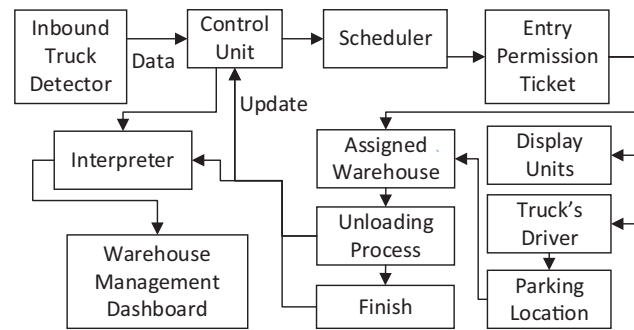 Inbound
Truck
Detector
Data
Control
Unit
Scheduler
Entry
Permission
Ticket
Update
Interpreter
Assigned
Warehouse
Display
Units
Unloading
Process
Truck's
Driver
Warehouse
Management
Dashboard
Finish
Parking
Location